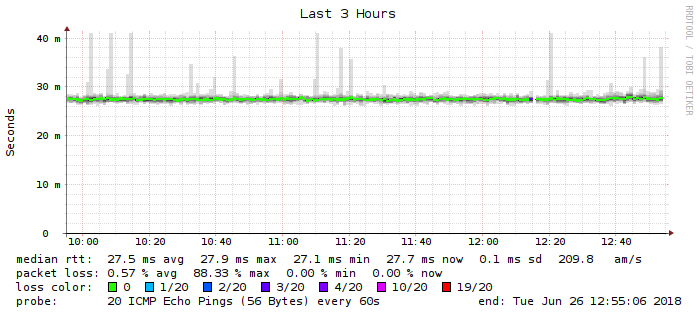 Last 3 Hours
RRDTOOL / TOBI OETIKER
Seconds
40 m
30 m
20 m
10 m
0
10:00 10:20 10:40 11:00 11:20 11:40 12:00 12:20 12:40
median rtt: 27.5 ms avg 27.9 ms max 27.1 ms min 27.7 ms now 0.1 ms sd 209.8 am/s
packet loss: 0.57 % avg 88.33 % max 0.00 % min 0.00 % now
loss color: 0 1/20 2/20 3/20 4/20 10/20 19/20
probe: 20 ICMP Echo Pings (56 Bytes) every 60s end: Tue Jun 26 12:55:06 2018